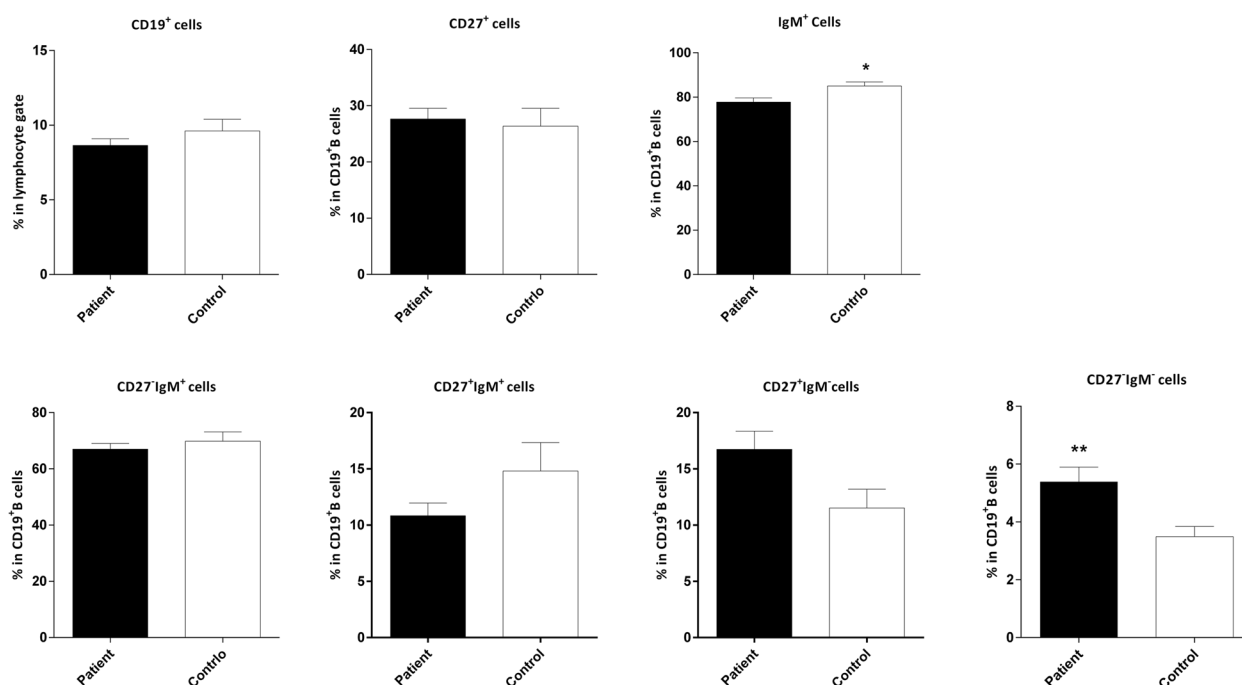 CD19⁺ cells
% in lymphocyte gate
15
10
5
0
Patient
Control
CD27⁺ cells
% in CD19⁺B cells
40
30
20
10
0
Patient
Contrlo
IgM⁺ Cells
% in CD19⁺B cells
100
80
60
40
20
0
*
Patient
Contrlo
CD27⁻IgM⁺ cells
% in CD19⁺B cells
80
60
40
20
0
Patient
Contrlo
CD27⁺IgM⁺ cells
% in CD19⁺B cells
20
15
10
5
0
Patient
Control
CD27⁺IgM⁻cells
% in CD19⁺B cells
20
15
10
5
0
Patient
Control
CD27⁻IgM⁻ cells
% in CD19⁺B cells
8
6
4
2
0
**
Patient
Control